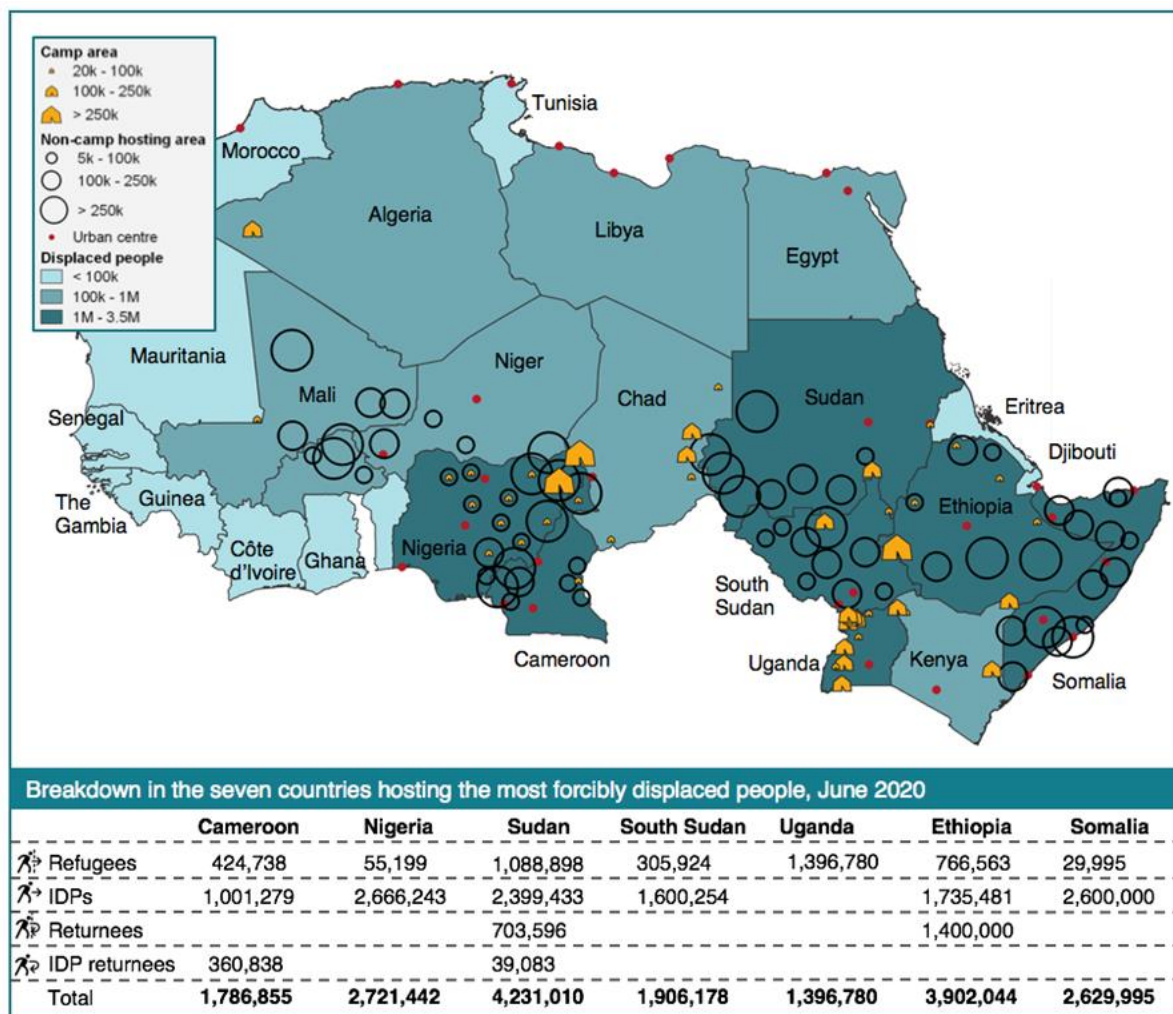 Camp area
20k - 100k
100k - 250k
> 250k
Non-camp hosting area
5k - 100k
100k - 250k
> 250k
Urban centre
Displaced people
< 100k
100k - 1M
1M - 3.5M
Tunisia
Morocco
Algeria
Libya
Egypt
Mauritania
Mali
Niger
Chad
Sudan
Eritrea
Senegal
Djibouti
The
Gambia
Guinea
Côte
d'Ivoire
Ghana
Nigeria
Ethiopia
South
Sudan
Cameroon
Uganda
Kenya
Somalia
Breakdown in the seven countries hosting the most forcibly displaced people, June 2020
Cameroon Nigeria Sudan South Sudan Uganda Ethiopia Somalia
Refugees 424,738 55,199 1,088,898 305,924 1,396,780 766,563 29,995
IDPs 1,001,279 2,666,243 2,399,433 1,600,254 1,735,481 2,600,000
Returnees 703,596 1,400,000
IDP returnees 360,838 39,083
Total 1,786,855 2,721,442 4,231,010 1,906,178 1,396,780 3,902,044 2,629,995